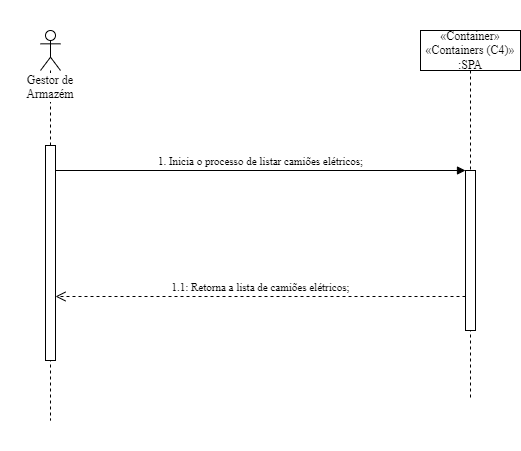 «Container»
«Containers (C4)»
:SPA
Gestor de
Armazém
1. Inicia o processo de listar camiões elétricos;
1.1: Retorna a lista de camiões elétricos;